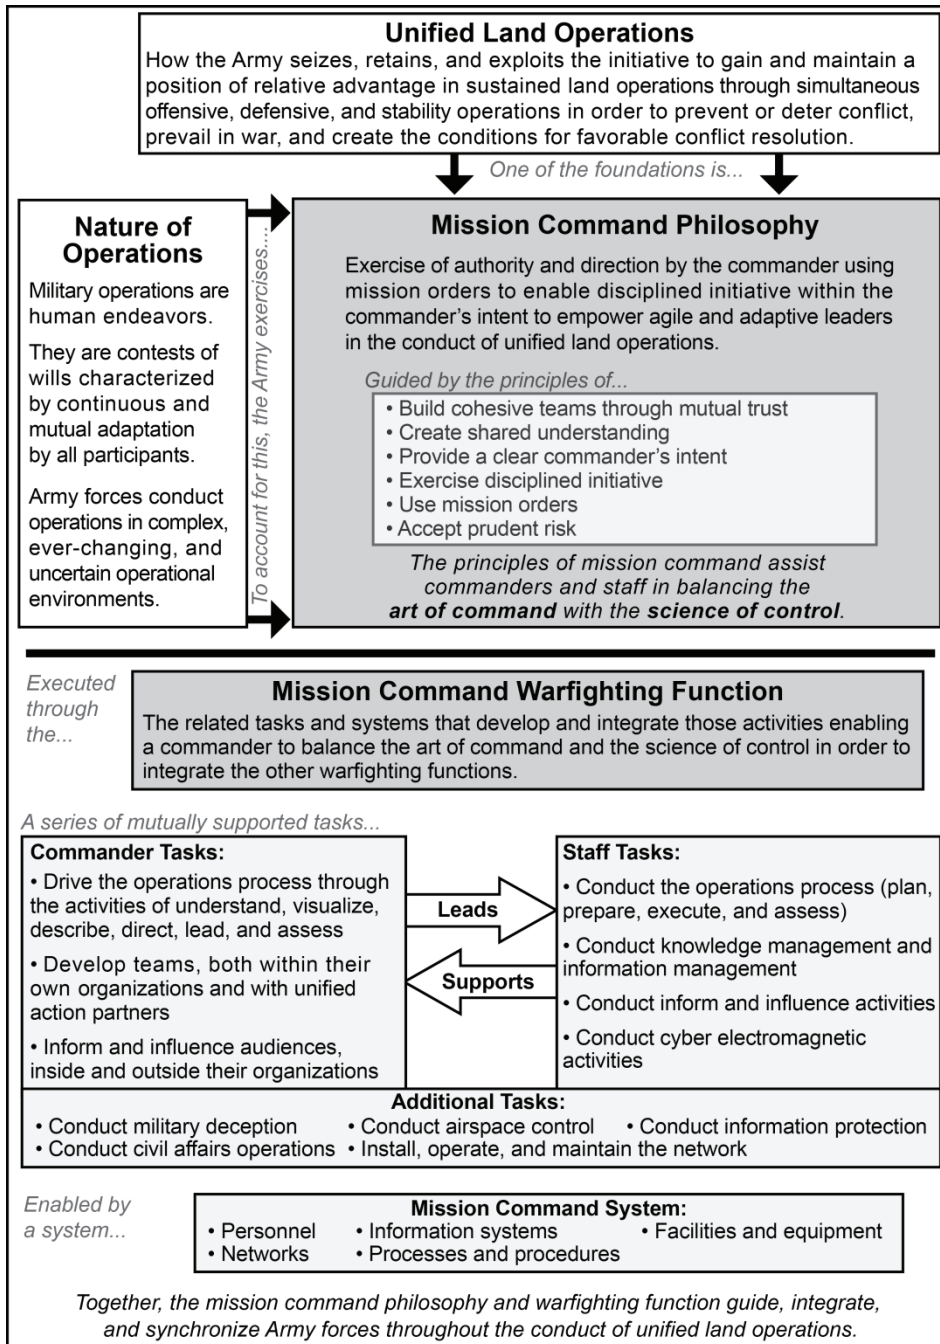 Unified Land Operations
How the Army seizes, retains, and exploits the initiative to gain and maintain a
position of relative advantage in sustained land operations through simultaneous
offensive, defensive, and stability operations in order to prevent or deter conflict,
prevail in war, and create the conditions for favorable conflict resolution.
One of the foundations is...
Nature of
Operations
Military operations are
human endeavors.
They are contests of
wills characterized
by continuous and
mutual adaptation
by all participants.
Army forces conduct
operations in complex,
ever-changing, and
uncertain operational
environments.
To account for this, the Army exercises....
Mission Command Philosophy
Exercise of authority and direction by the commander using
mission orders to enable disciplined initiative within the
commander's intent to empower agile and adaptive leaders
in the conduct of unified land operations.
Guided by the principles of...
• Build cohesive teams through mutual trust
• Create shared understanding
• Provide a clear commander's intent
• Exercise disciplined initiative
• Use mission orders
• Accept prudent risk
The principles of mission command assist
commanders and staff in balancing the
art of command with the science of control.
Executed
through
the...
Mission Command Warfighting Function
The related tasks and systems that develop and integrate those activities enabling
a commander to balance the art of command and the science of control in order to
integrate the other warfighting functions.
A series of mutually supported tasks...
Commander Tasks:
• Drive the operations process through
the activities of understand, visualize,
describe, direct, lead, and assess
• Develop teams, both within their
own organizations and with unified
action partners
• Inform and influence audiences,
inside and outside their organizations
Leads
Supports
Staff Tasks:
• Conduct the operations process (plan,
prepare, execute, and assess)
• Conduct knowledge management and
information management
• Conduct inform and influence activities
• Conduct cyber electromagnetic
activities
Additional Tasks:
• Conduct military deception • Conduct airspace control • Conduct information protection
• Conduct civil affairs operations • Install, operate, and maintain the network
Enabled by
a system...
Mission Command System:
• Personnel • Information systems • Facilities and equipment
• Networks • Processes and procedures
Together, the mission command philosophy and warfighting function guide, integrate,
and synchronize Army forces throughout the conduct of unified land operations.